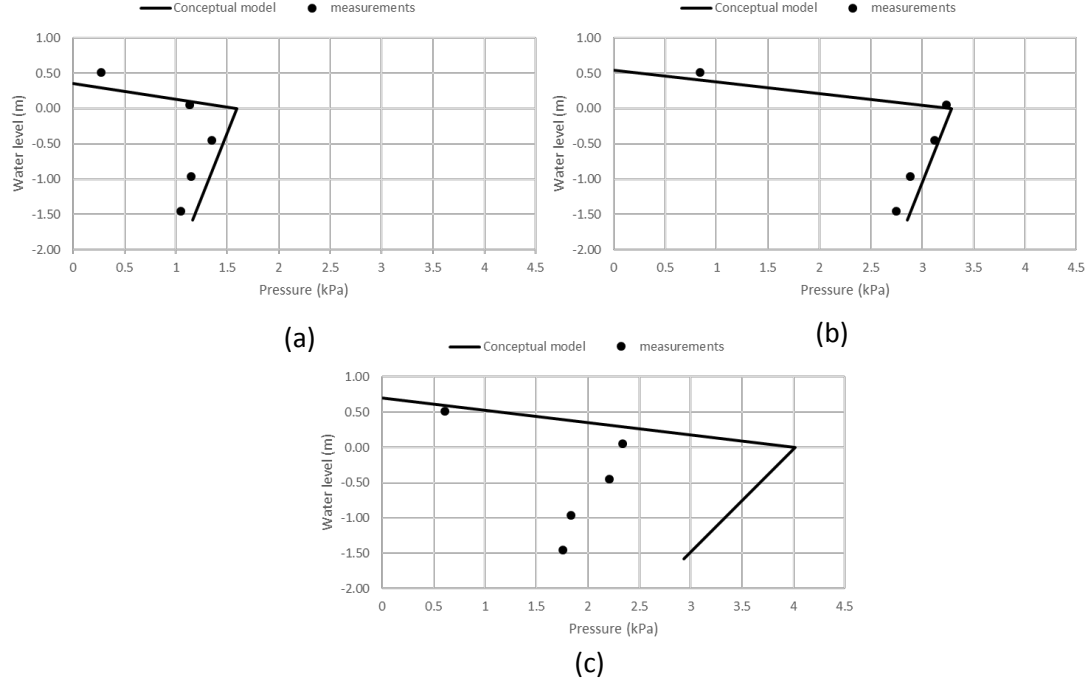 Conceptual model measurements
1.00
0.50
0.00
-0.50
-1.00
-1.50
-2.00
Water level (m)
0 0.5 1 1.5 2 2.5 3 3.5 4 4.5
Pressure (kPa)
(a)
Conceptual model measurements
1.00
0.50
0.00
-0.50
-1.00
-1.50
-2.00
Water level (m)
0 0.5 1 1.5 2 2.5 3 3.5 4 4.5
Pressure (kPa)
(b)
Conceptual model measurements
1.00
0.50
0.00
-0.50
-1.00
-1.50
-2.00
Water level (m)
0 0.5 1 1.5 2 2.5 3 3.5 4 4.5
Pressure (kPa)
(c)